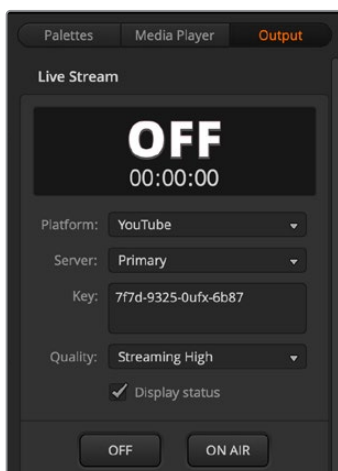 Palettes Media Player Output
Live Stream
OFF
00:00:00
Platform: YouTube
Server: Primary
Key: 7f7d-9325-0ufx-6b87
Quality: Streaming High
Display status
OFF ON AIR